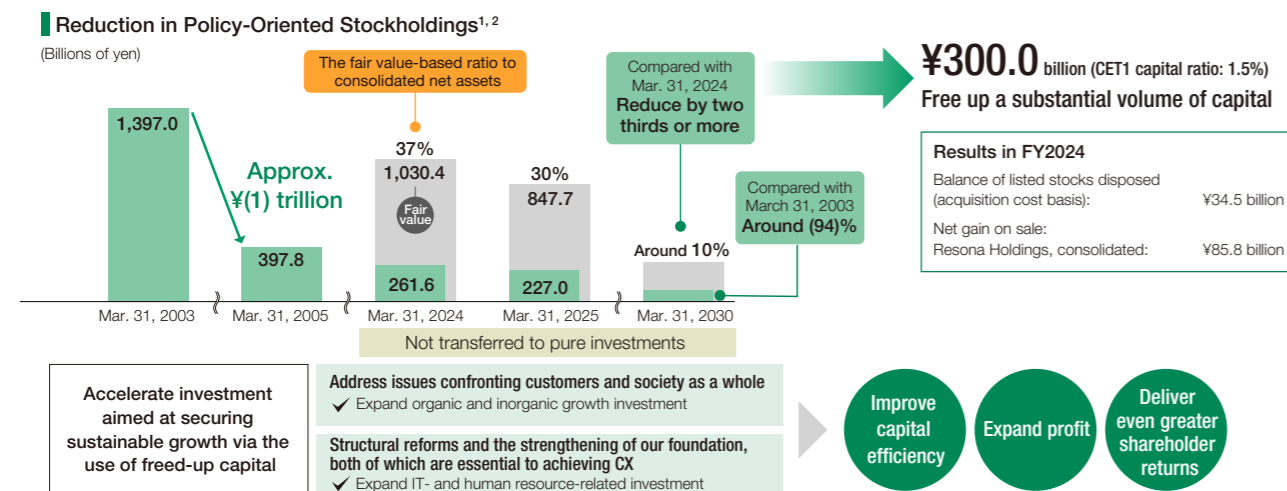 Reduction in Policy-Oriented Stockholdings1, 2
(Billions of yen)
The fair value-based ratio to
consolidated net assets
1,397.0
Approx.
¥(1) trillion
397.8
37%
1,030.4
Fair
value
261.6
30%
847.7
227.0
Compared with
Mar. 31, 2024
Reduce by two
thirds or more
Around 10%
Compared with
March 31, 2003
Around (94)%
Mar. 31, 2003
Mar. 31, 2005
Mar. 31, 2024
Mar. 31, 2025
Mar. 31, 2030
Not transferred to pure investments
¥300.0 billion (CET1 capital ratio: 1.5%)
Free up a substantial volume of capital
Results in FY2024
Balance of listed stocks disposed
(acquisition cost basis): ¥34.5 billion
Net gain on sale:
Resona Holdings, consolidated: ¥85.8 billion
Accelerate investment
aimed at securing
sustainable growth via the
use of freed-up capital
Address issues confronting customers and society as a whole
✓ Expand organic and inorganic growth investment
Structural reforms and the strengthening of our foundation,
both of which are essential to achieving CX
✓ Expand IT- and human resource-related investment
Improve
capital
efficiency
Expand profit
Deliver
even greater
shareholder
returns